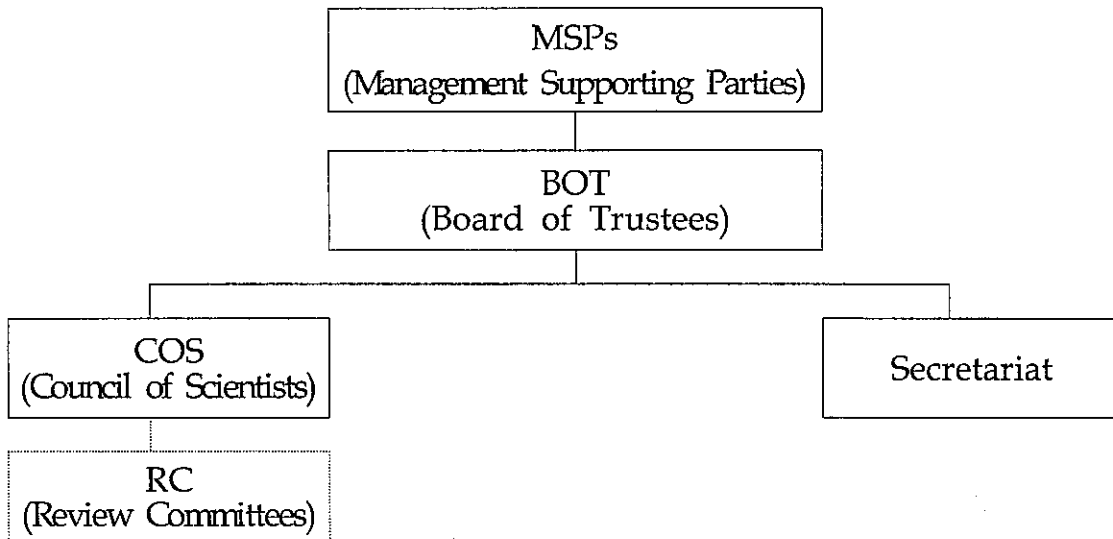 MSPs
(Management Supporting Parties)
BOT
(Board of Trustees)
COS
(Council of Scientists)
Secretariat
RC
(Review Committees)